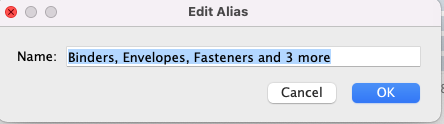 Edit Alias
Name: Binders, Envelopes, Fasteners and 3 more
Cancel OK